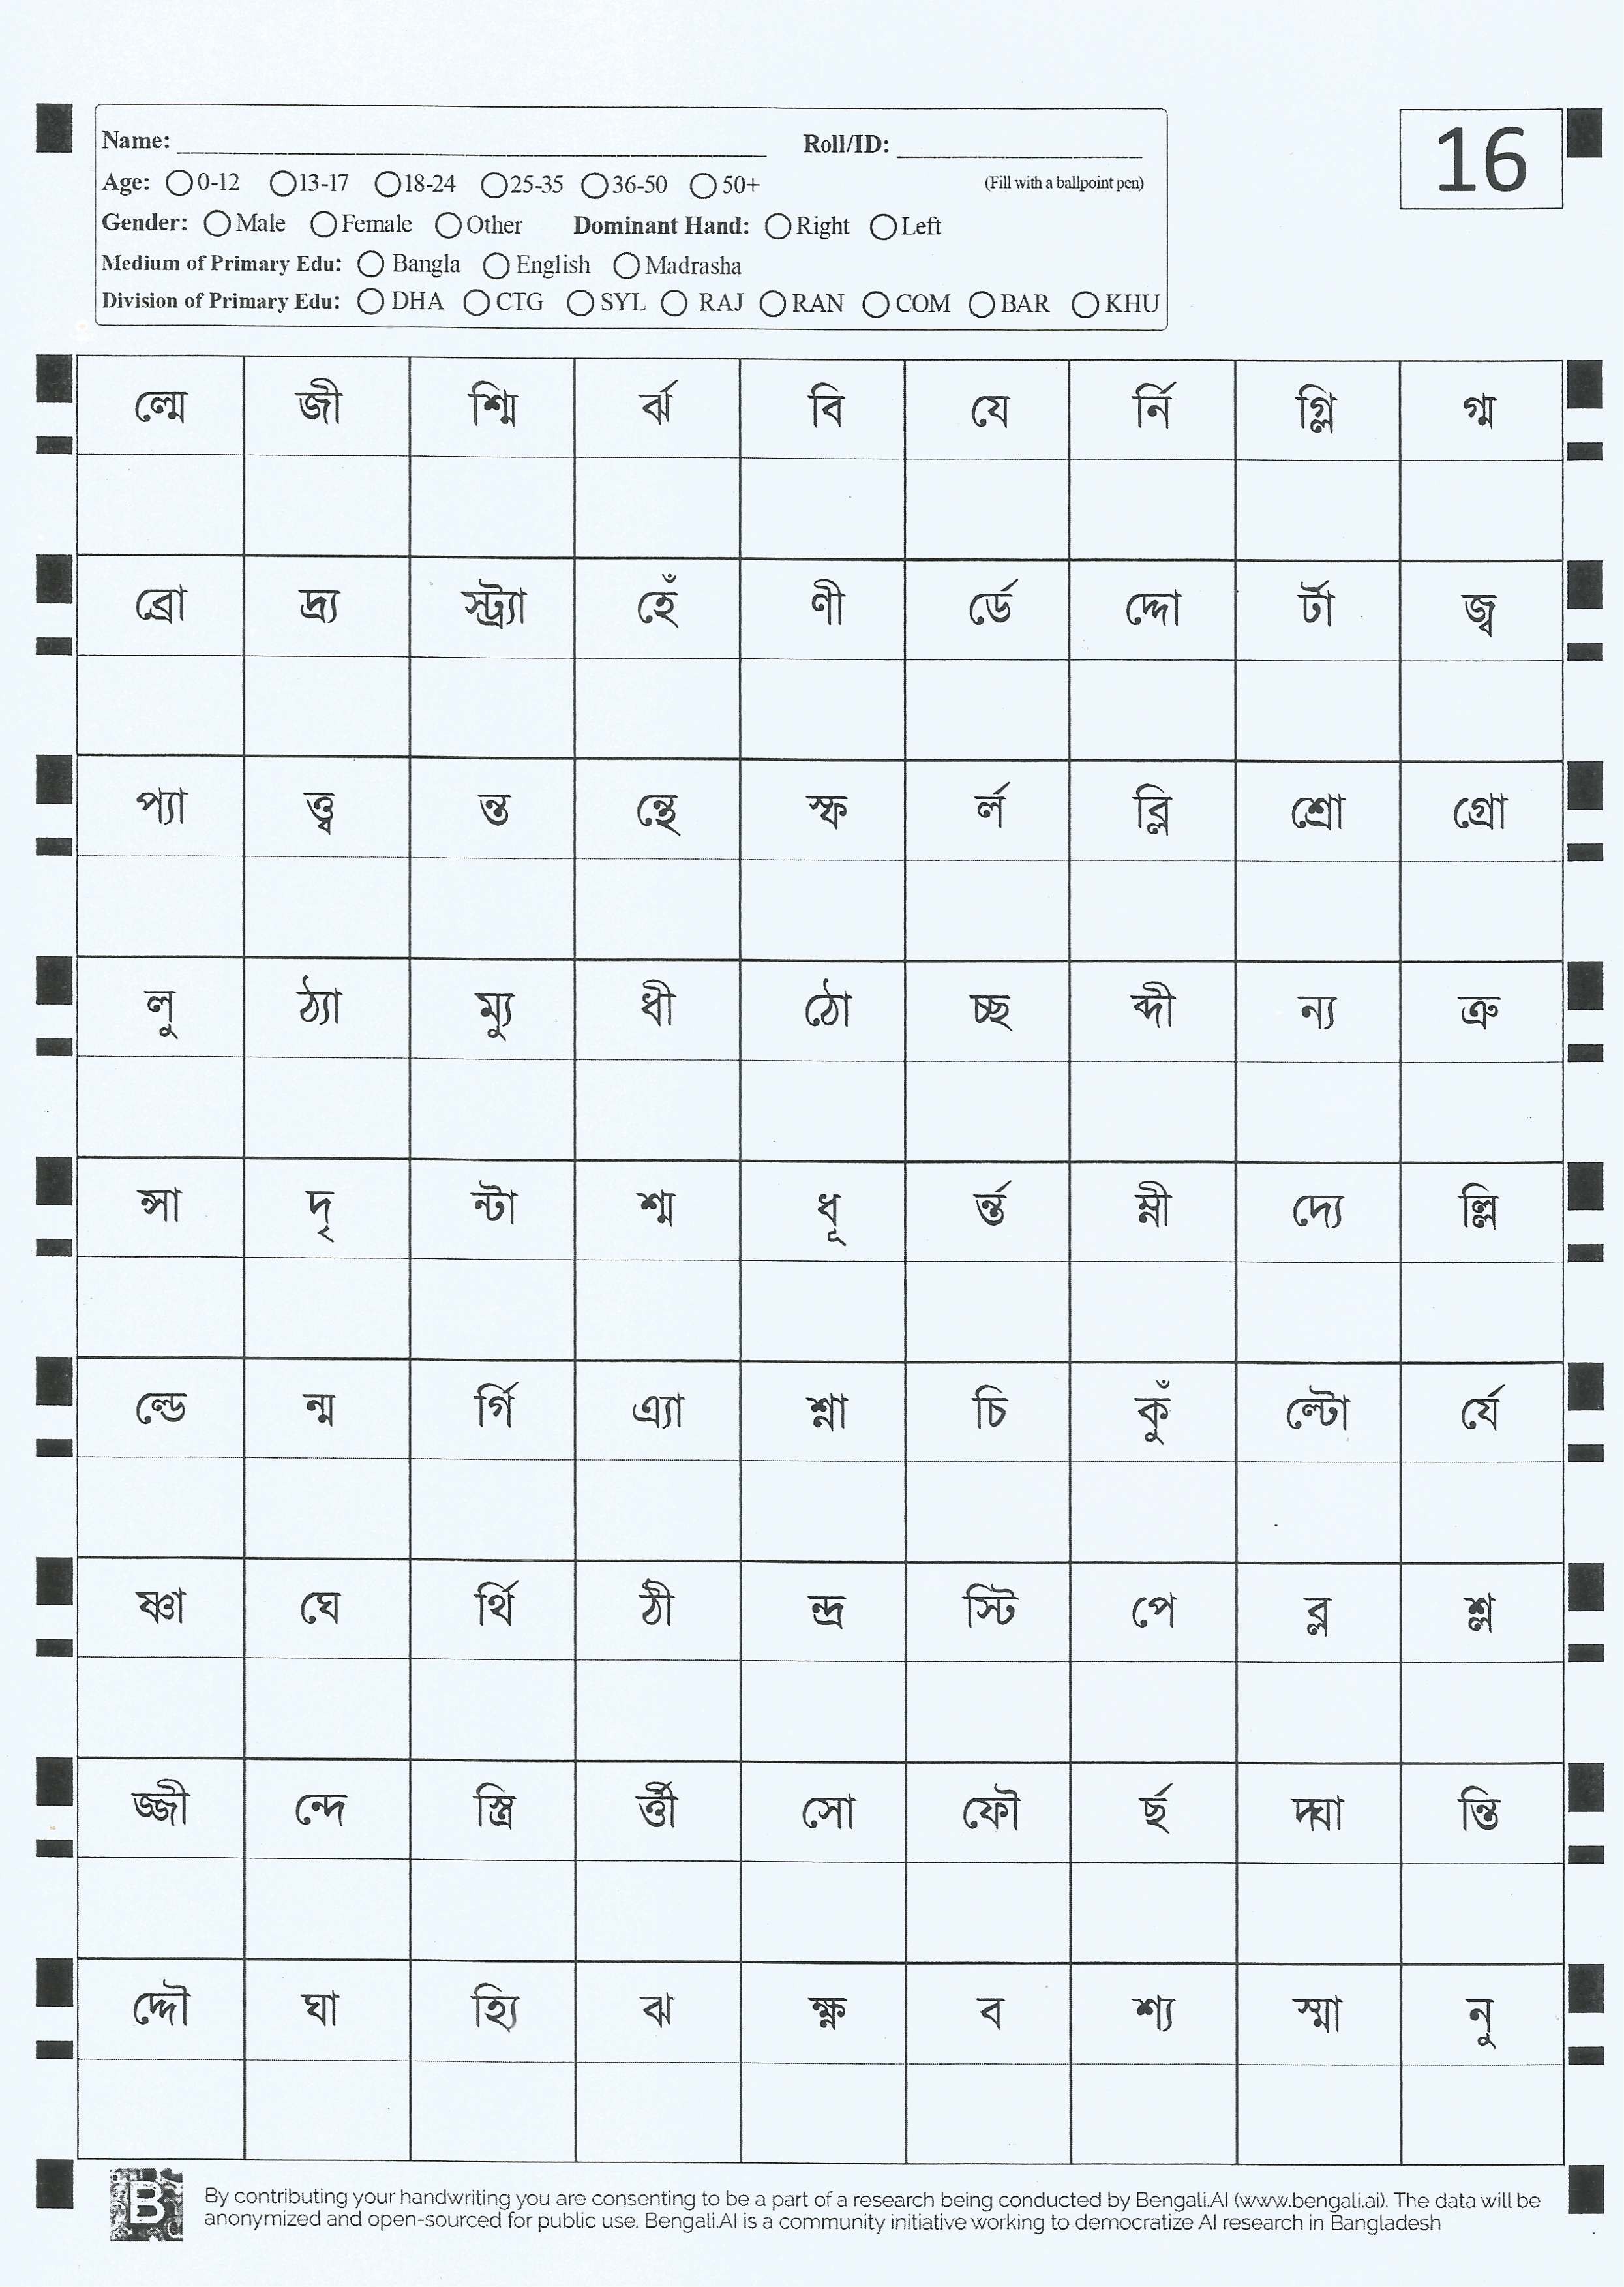 Name: Roll/ID:
16
Age: 0-12 13-17 18-24 25-35 36-50 50+ (Fill with a ballpoint pen)
Gender: Male Female Other Dominant Hand: Right Left
Medium of Primary Edu: Bangla English Madrasha
Division of Primary Edu: DHA CTG SYL RAJ RAN COM BAR KHU
ল্মে জী শ্মি র্ঝ বি যে র্নি গ্লি গ্ম
ব্রো দ্র্য স্ট্র্যা হেঁ ণী র্ডে দ্দো র্টা জ্ব
প্যা ত্ত্ব ন্ত ন্থে স্ফ র্ল ব্লি শ্রো গ্রো
লু ঠ্যা ম্যু ধী ঠো চ্ছ ব্দী ন্য ত্রু
ন্সা দৃ ন্টা শ্ম ধূ র্ন্ত ম্নী দ্যে ল্লি
ল্ডে ন্ম র্গি এ্যা শ্না চি কুঁ ল্টো র্যে
ষ্ণা ঘে র্থি ঠী ন্দ্র স্টি পে ব্ল শ্ল
জ্জী ন্দে স্ত্রি র্ত্তী সো ফৌ র্ছ দ্ঘা ন্তি
দ্দৌ ঘা হ্যি ঝ ক্ষ্ণ ব শ্য স্মা নু
B
By contributing your handwriting you are consenting to be a part of a research being conducted by Bengali.AI (www.bengali.ai). The data will be
anonymized and open-sourced for public use. Bengali.AI is a community initiative working to democratize AI research in Bangladesh